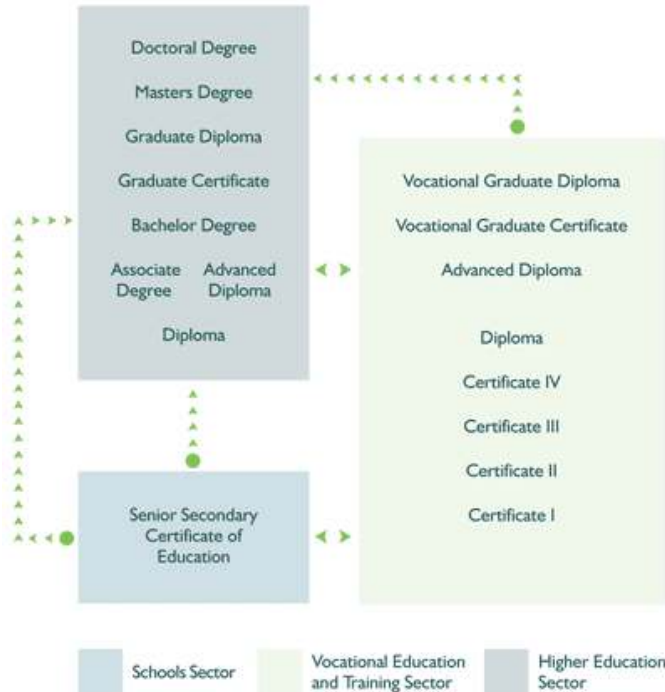 Doctoral Degree
Masters Degree
Graduate Diploma
Graduate Certificate
Bachelor Degree
Associate
Degree
Advanced
Diploma
Diploma
Vocational Graduate Diploma
Vocational Graduate Certificate
Advanced Diploma
Diploma
Certificate IV
Certificate III
Certificate II
Certificate I
Senior Secondary
Certificate of
Education
Schools Sector
Vocational Education
and Training Sector
Higher Education
Sector